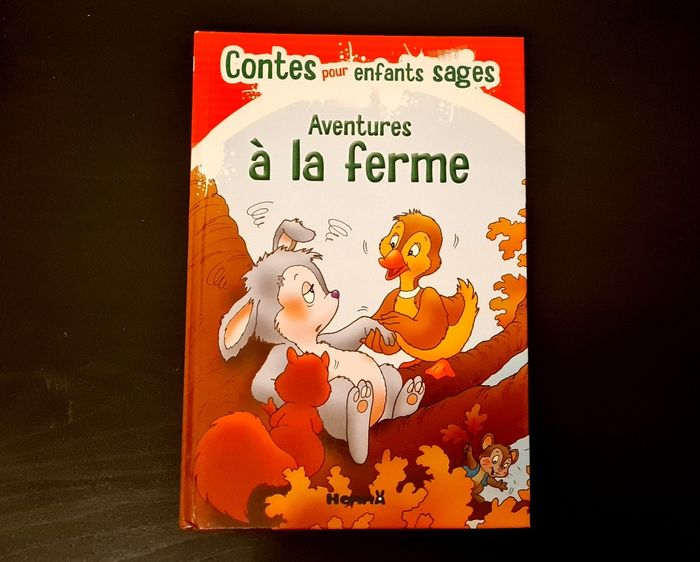 Contes pour enfants sages
Aventures
à la ferme
Hemma